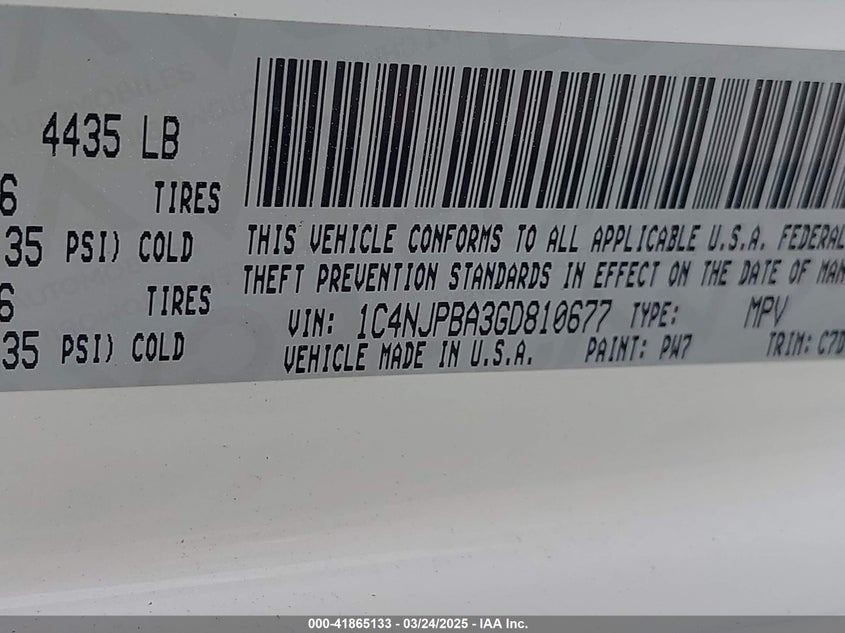 4435 LB
6 TIRES
35 PSI) COLD
6 TIRES
35 PSI) COLD
THIS VEHICLE CONFORMS TO ALL APPLICABLE U.S.A. FEDERAL
THEFT PREVENTION STANDARDS IN EFFECT ON THE DATE OF MAN
VIN: 1C4NJPBA3GD810677 TYPE: MPV
VEHICLE MADE IN U.S.A. PAINT: PW7 TRIM: C7D
000-41865133 - 03/24/2025 - IAA Inc.